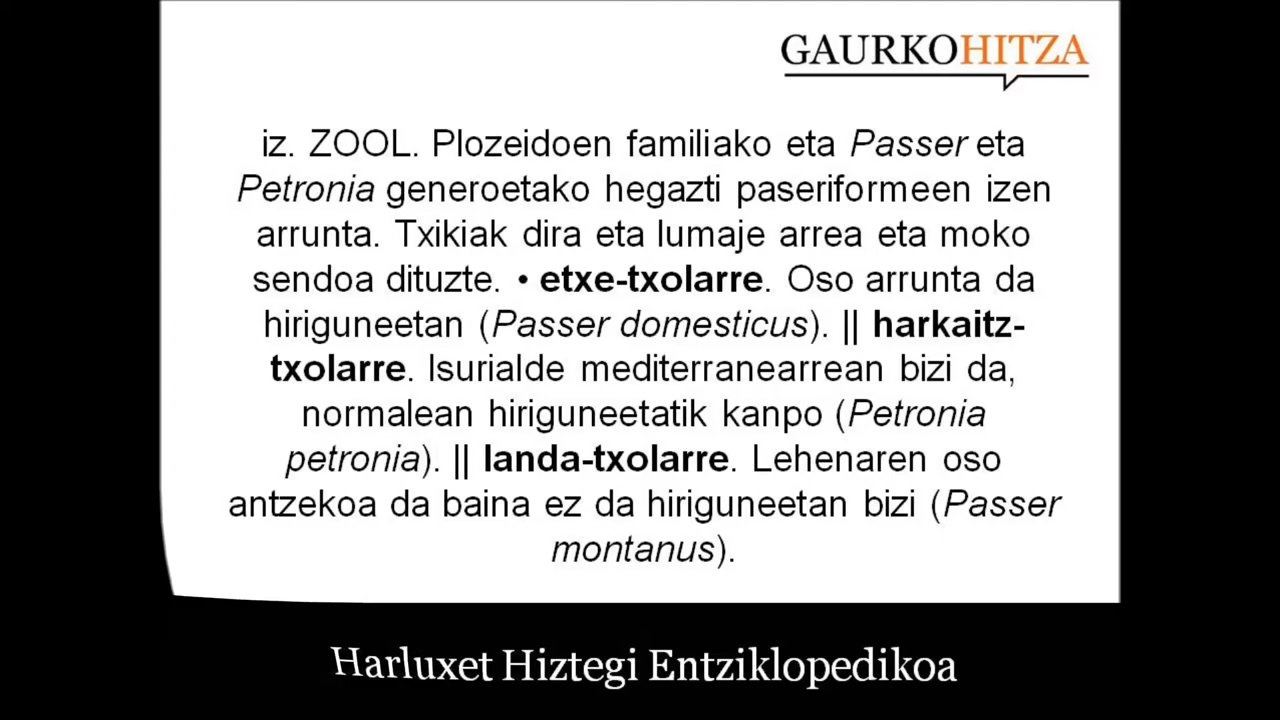 GAURKOHITZA
iz. ZOOL. Plozeidoen familiako eta Passer eta
Petronia generoetako hegazti paseriformeen izen
arrunta. Txikiak dira eta lumaje arrea eta moko
sendoa dituzte. • etxe-txolarre. Oso arrunta da
hiriguneetan (Passer domesticus). || harkaitz-
txolarre. Isurialde mediterranearrean bizi da,
normalean hiriguneetatik kanpo (Petronia
petronia). || landa-txolarre. Lehenaren oso
antzekoa da baina ez da hiriguneetan bizi (Passer
montanus).
Harluxet Hiztegi Entziklopedikoa